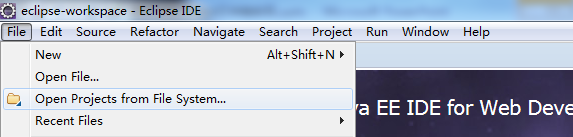 eclipse-workspace - Eclipse IDE
File Edit Source Refactor Navigate Search Project Run Window Help
New Alt+Shift+N
Open File...
Open Projects from File System...
EE IDE for Web Deve
Recent Files